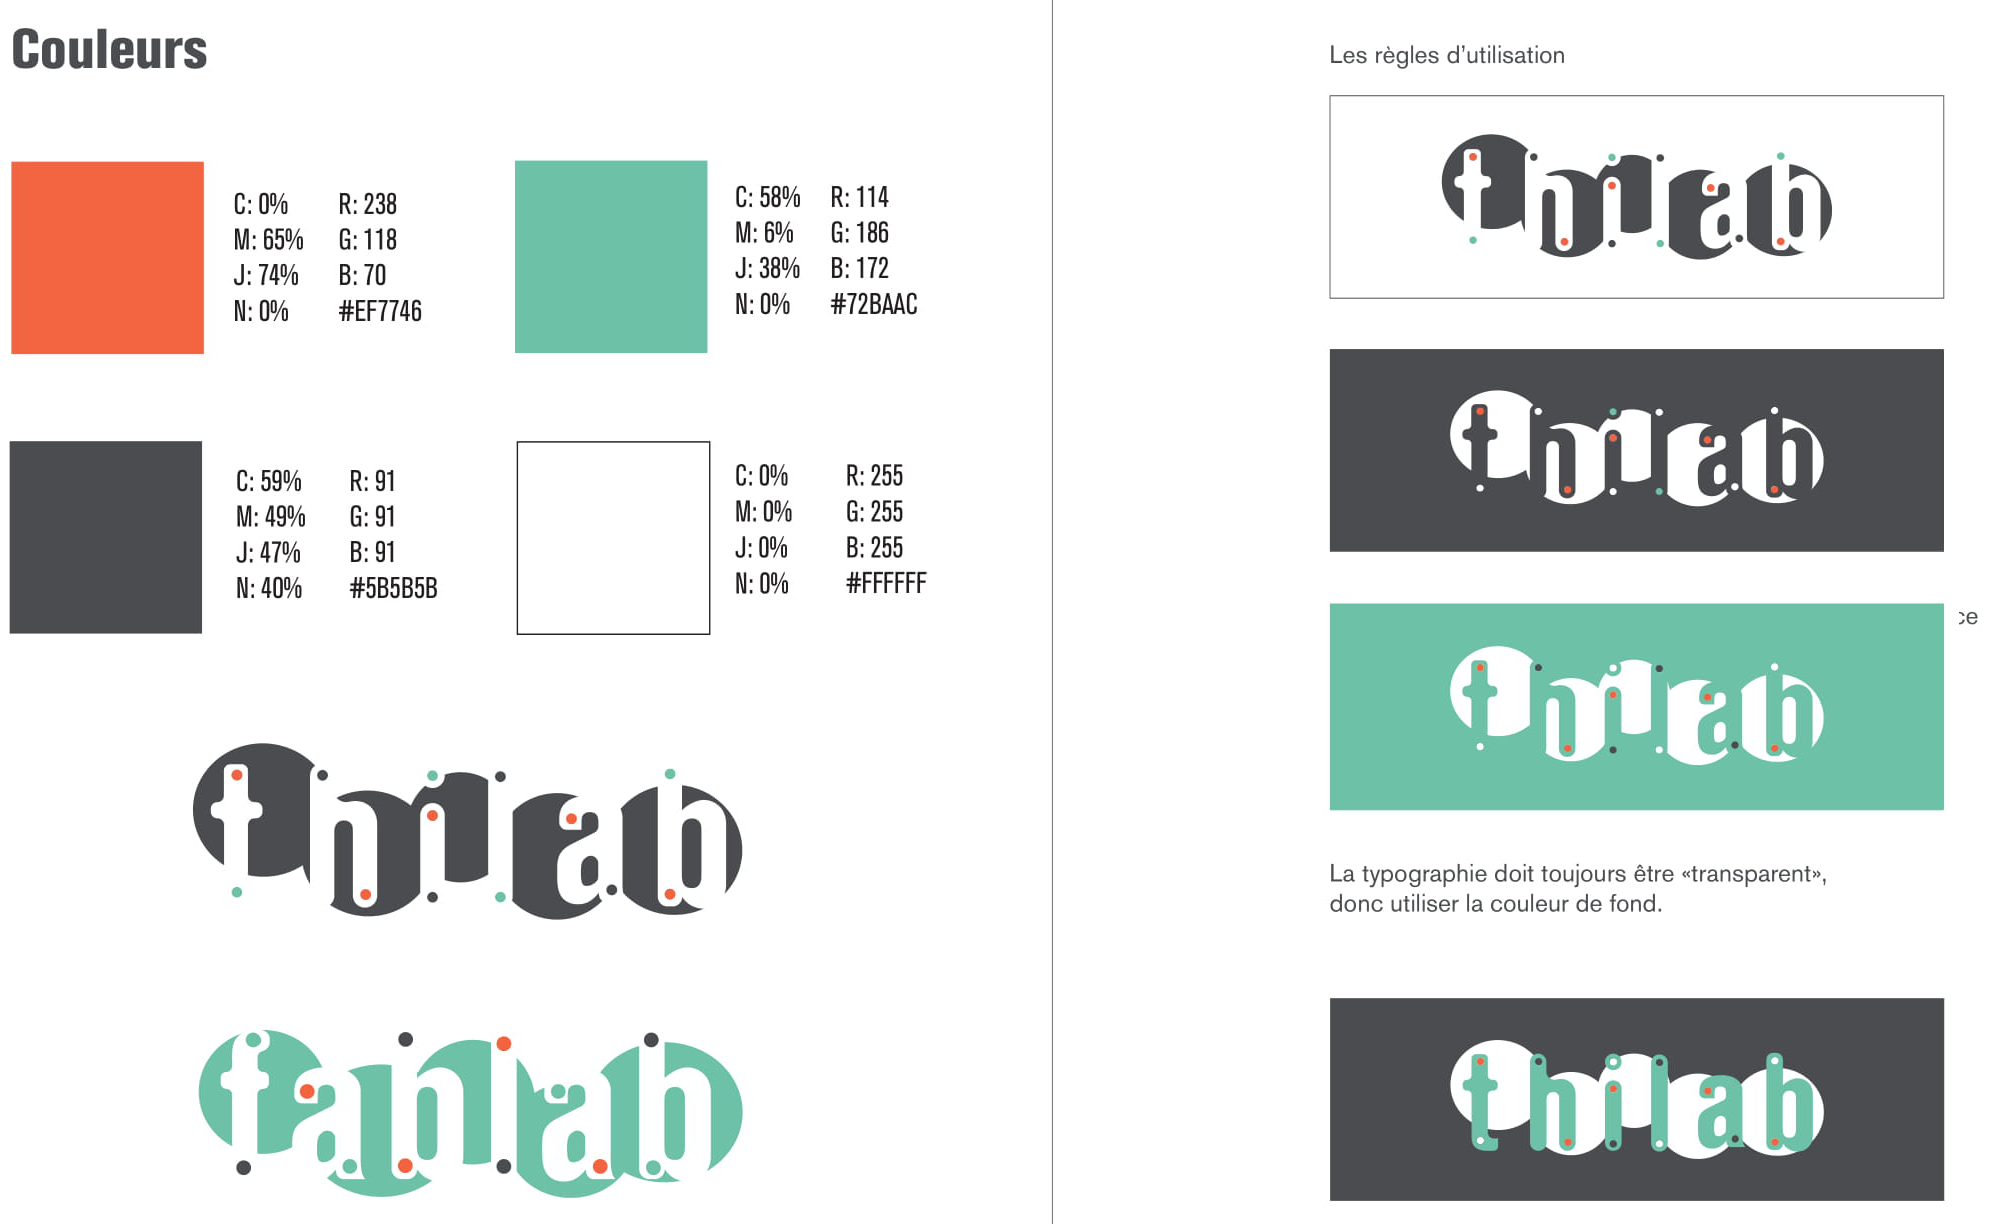 Couleurs
C: 0% R: 238
M: 65% G: 118
J: 74% B: 70
N: 0% #EF7746
C: 58% R: 114
M: 6% G: 186
J: 38% B: 172
N: 0% #72BAAC
C: 59% R: 91
M: 49% G: 91
J: 47% B: 91
N: 40% #5B5B5B
C: 0% R: 255
M: 0% G: 255
J: 0% B: 255
N: 0% #FFFFFF
thilab
fanlab
Les règles d’utilisation
thilab
thilab
ce
thilab
La typographie doit toujours être «transparent»,
donc utiliser la couleur de fond.
thilab